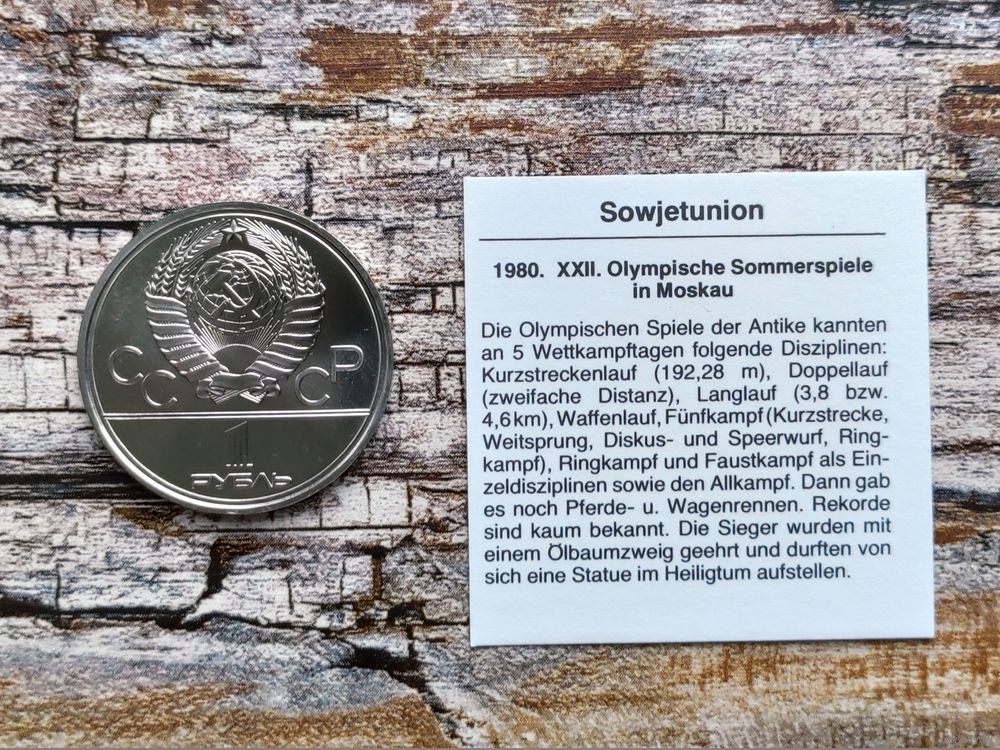 СССР
1
РУБЛЬ
Sowjetunion
1980. XXII. Olympische Sommerspiele
in Moskau
Die Olympischen Spiele der Antike kannten
an 5 Wettkampftagen folgende Disziplinen:
Kurzstreckenlauf (192,28 m), Doppellauf
(zweifache Distanz), Langlauf (3,8 bzw.
4,6 km), Waffenlauf, Fünfkampf (Kurzstrecke,
Weitsprung, Diskus- und Speerwurf, Ring-
kampf), Ringkampf und Faustkampf als Ein-
zeldisziplinen sowie den Allkampf. Dann gab
es noch Pferde- u. Wagenrennen. Rekorde
sind kaum bekannt. Die Sieger wurden mit
einem Ölbaumzweig geehrt und durften von
sich eine Statue im Heiligtum aufstellen.